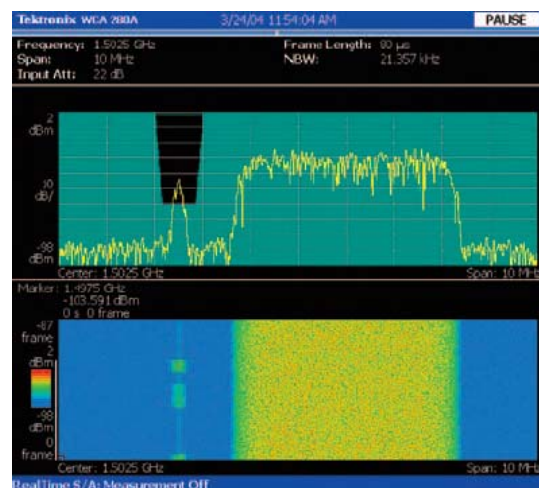 Tektronix WCA 280A 3/24/04 11:54:04 AM PAUSE
Frequency: 1.5025 GHz Frame Length: 80 µs
Span: 10 MHz NBW: 21.357 kHz
Input Att: 22 dB
2
dBm
10
dB/
-98
dBm
Center: 1.5025 GHz Span: 10 MHz
Marker: 1.4975 GHz
-103.591 dBm
0 s 0 frame
-87
frame
2
dBm
-98
dBm
0
frame
Center: 1.5025 GHz Span: 10 MHz
RealTime S/A: Measurement Off